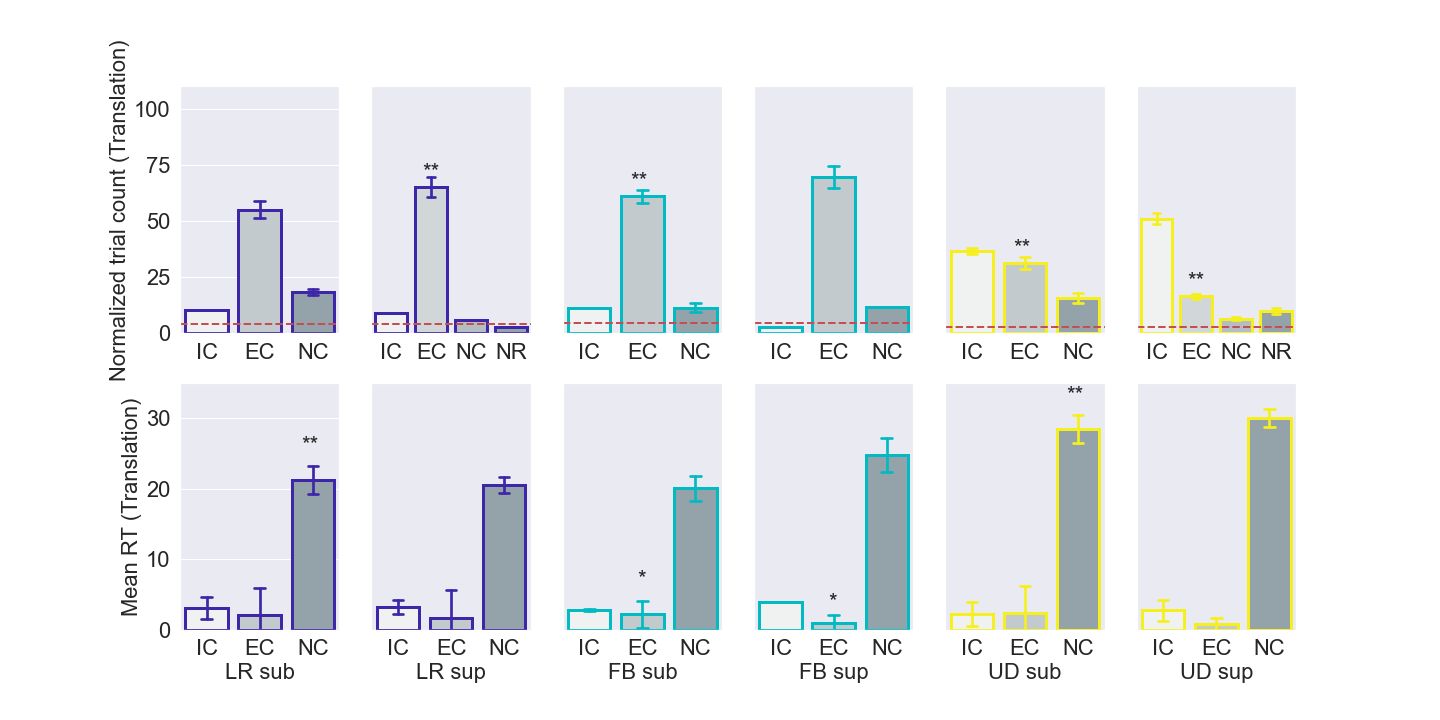 Normalized trial count (Translation)
100
75
50
25
0
**
**
**
**
IC EC NC
IC EC NC NR
IC EC NC
IC EC NC
IC EC NC
IC EC NC NR
Mean RT (Translation)
30
20
10
0
**
*
*
**
IC EC NC
IC EC NC
IC EC NC
IC EC NC
IC EC NC
IC EC NC
LR sub
LR sup
FB sub
FB sup
UD sub
UD sup